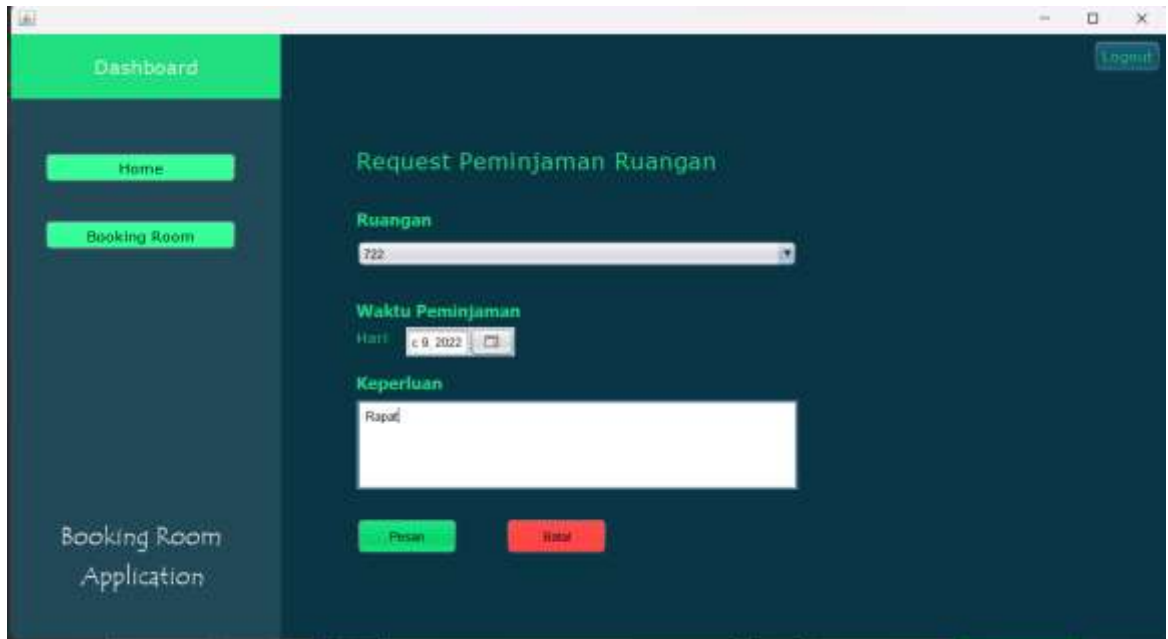 Dashboard
Logout
Home
Booking Room
Request Peminjaman Ruangan
Ruangan
722
Waktu Peminjaman
Hari
c 9, 2022
Keperluan
Rapat
Pesan
Batal
Booking Room
Application